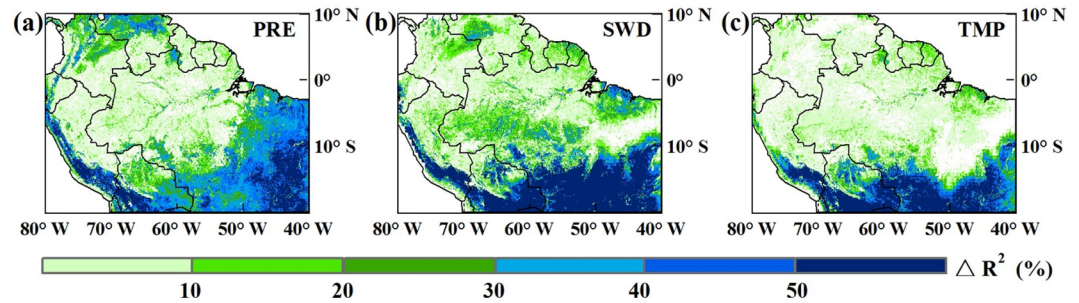 (a) PRE 10° N
(b) SWD 10° N
(c) TMP 10° N
0° 0° 0°
10° S 10° S 10° S
80° W 70° W 60° W 50° W 40° W 80° W 70° W 60° W 50° W 40° W 80° W 70° W 60° W 50° W 40° W
△ R² (%)
10 20 30 40 50